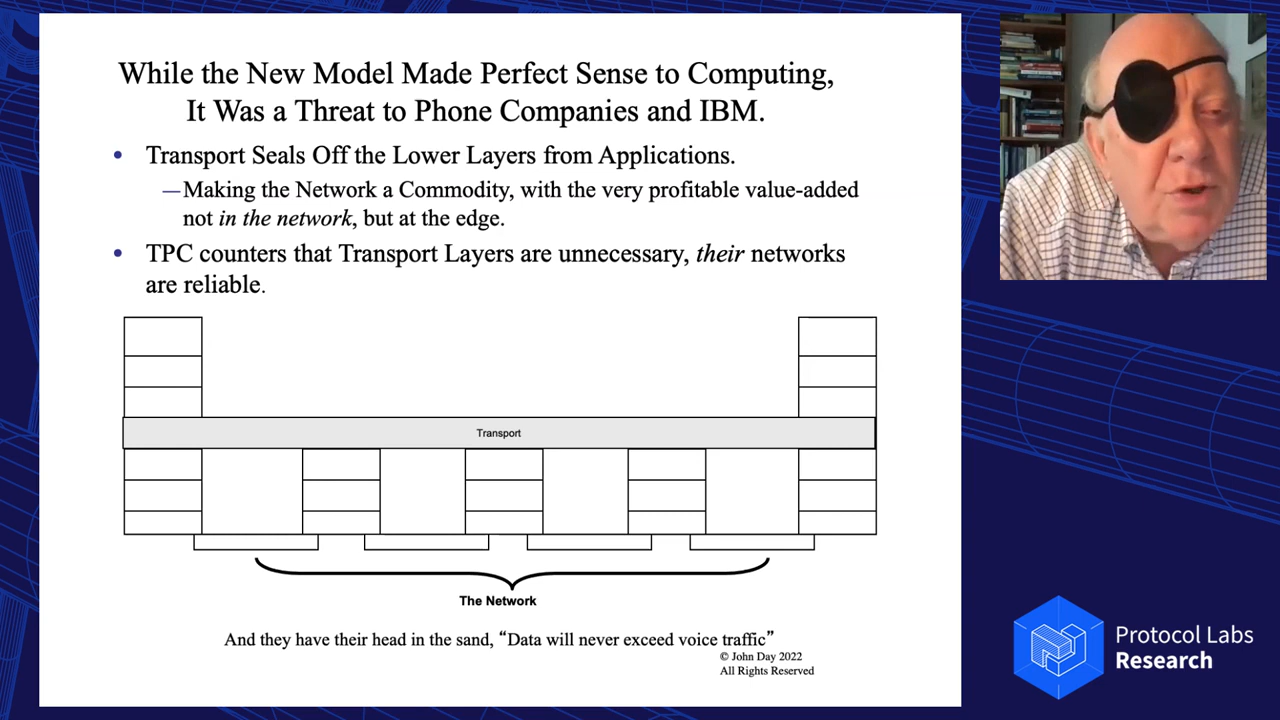 While the New Model Made Perfect Sense to Computing,
It Was a Threat to Phone Companies and IBM.
• Transport Seals Off the Lower Layers from Applications.
—Making the Network a Commodity, with the very profitable value-added
not in the network, but at the edge.
• TPC counters that Transport Layers are unnecessary, their networks
are reliable.
Transport
The Network
And they have their head in the sand, “Data will never exceed voice traffic”
© John Day 2022
All Rights Reserved
Protocol Labs
Research